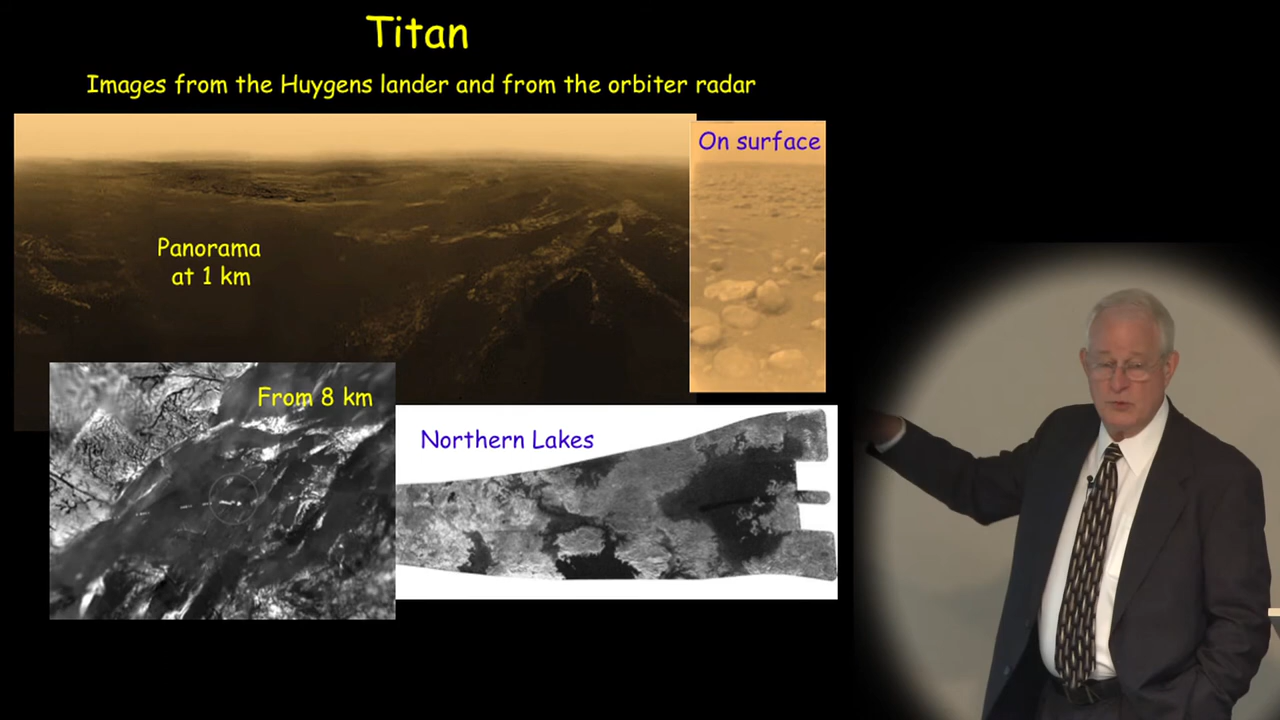 Titan
Images from the Huygens lander and from the orbiter radar
On surface
Panorama
at 1 km
From 8 km
Northern Lakes